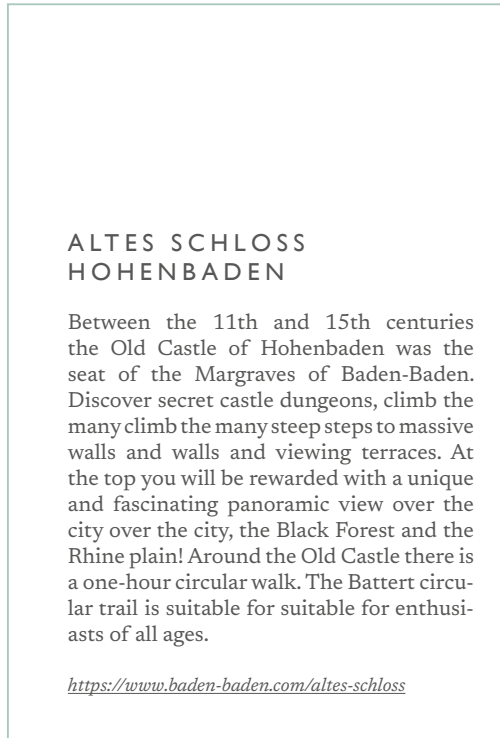 ALTES SCHLOSS
HOHENBADEN
Between the 11th and 15th centuries
the Old Castle of Hohenbaden was the
seat of the Margraves of Baden-Baden.
Discover secret castle dungeons, climb the
many climb the many steep steps to massive
walls and walls and viewing terraces. At
the top you will be rewarded with a unique
and fascinating panoramic view over the
city over the city, the Black Forest and the
Rhine plain! Around the Old Castle there is
a one-hour circular walk. The Battert circu-
lar trail is suitable for suitable for enthusi-
asts of all ages.
https://www.baden-baden.com/altes-schloss